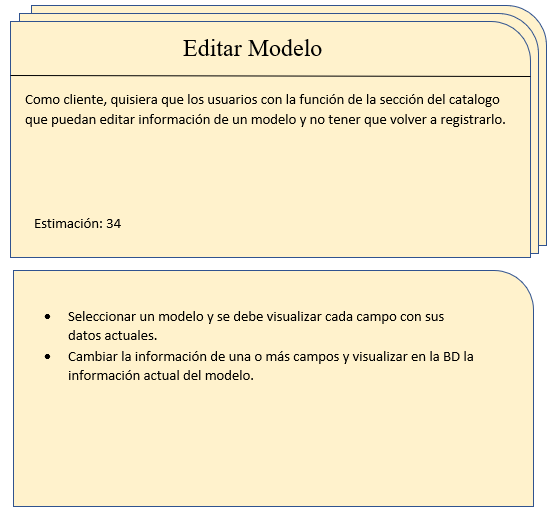 Editar Modelo
Como cliente, quisiera que los usuarios con la función de la sección del catalogo
que puedan editar información de un modelo y no tener que volver a registrarlo.
Estimación: 34
• Seleccionar un modelo y se debe visualizar cada campo con sus
datos actuales.
• Cambiar la información de una o más campos y visualizar en la BD la
información actual del modelo.